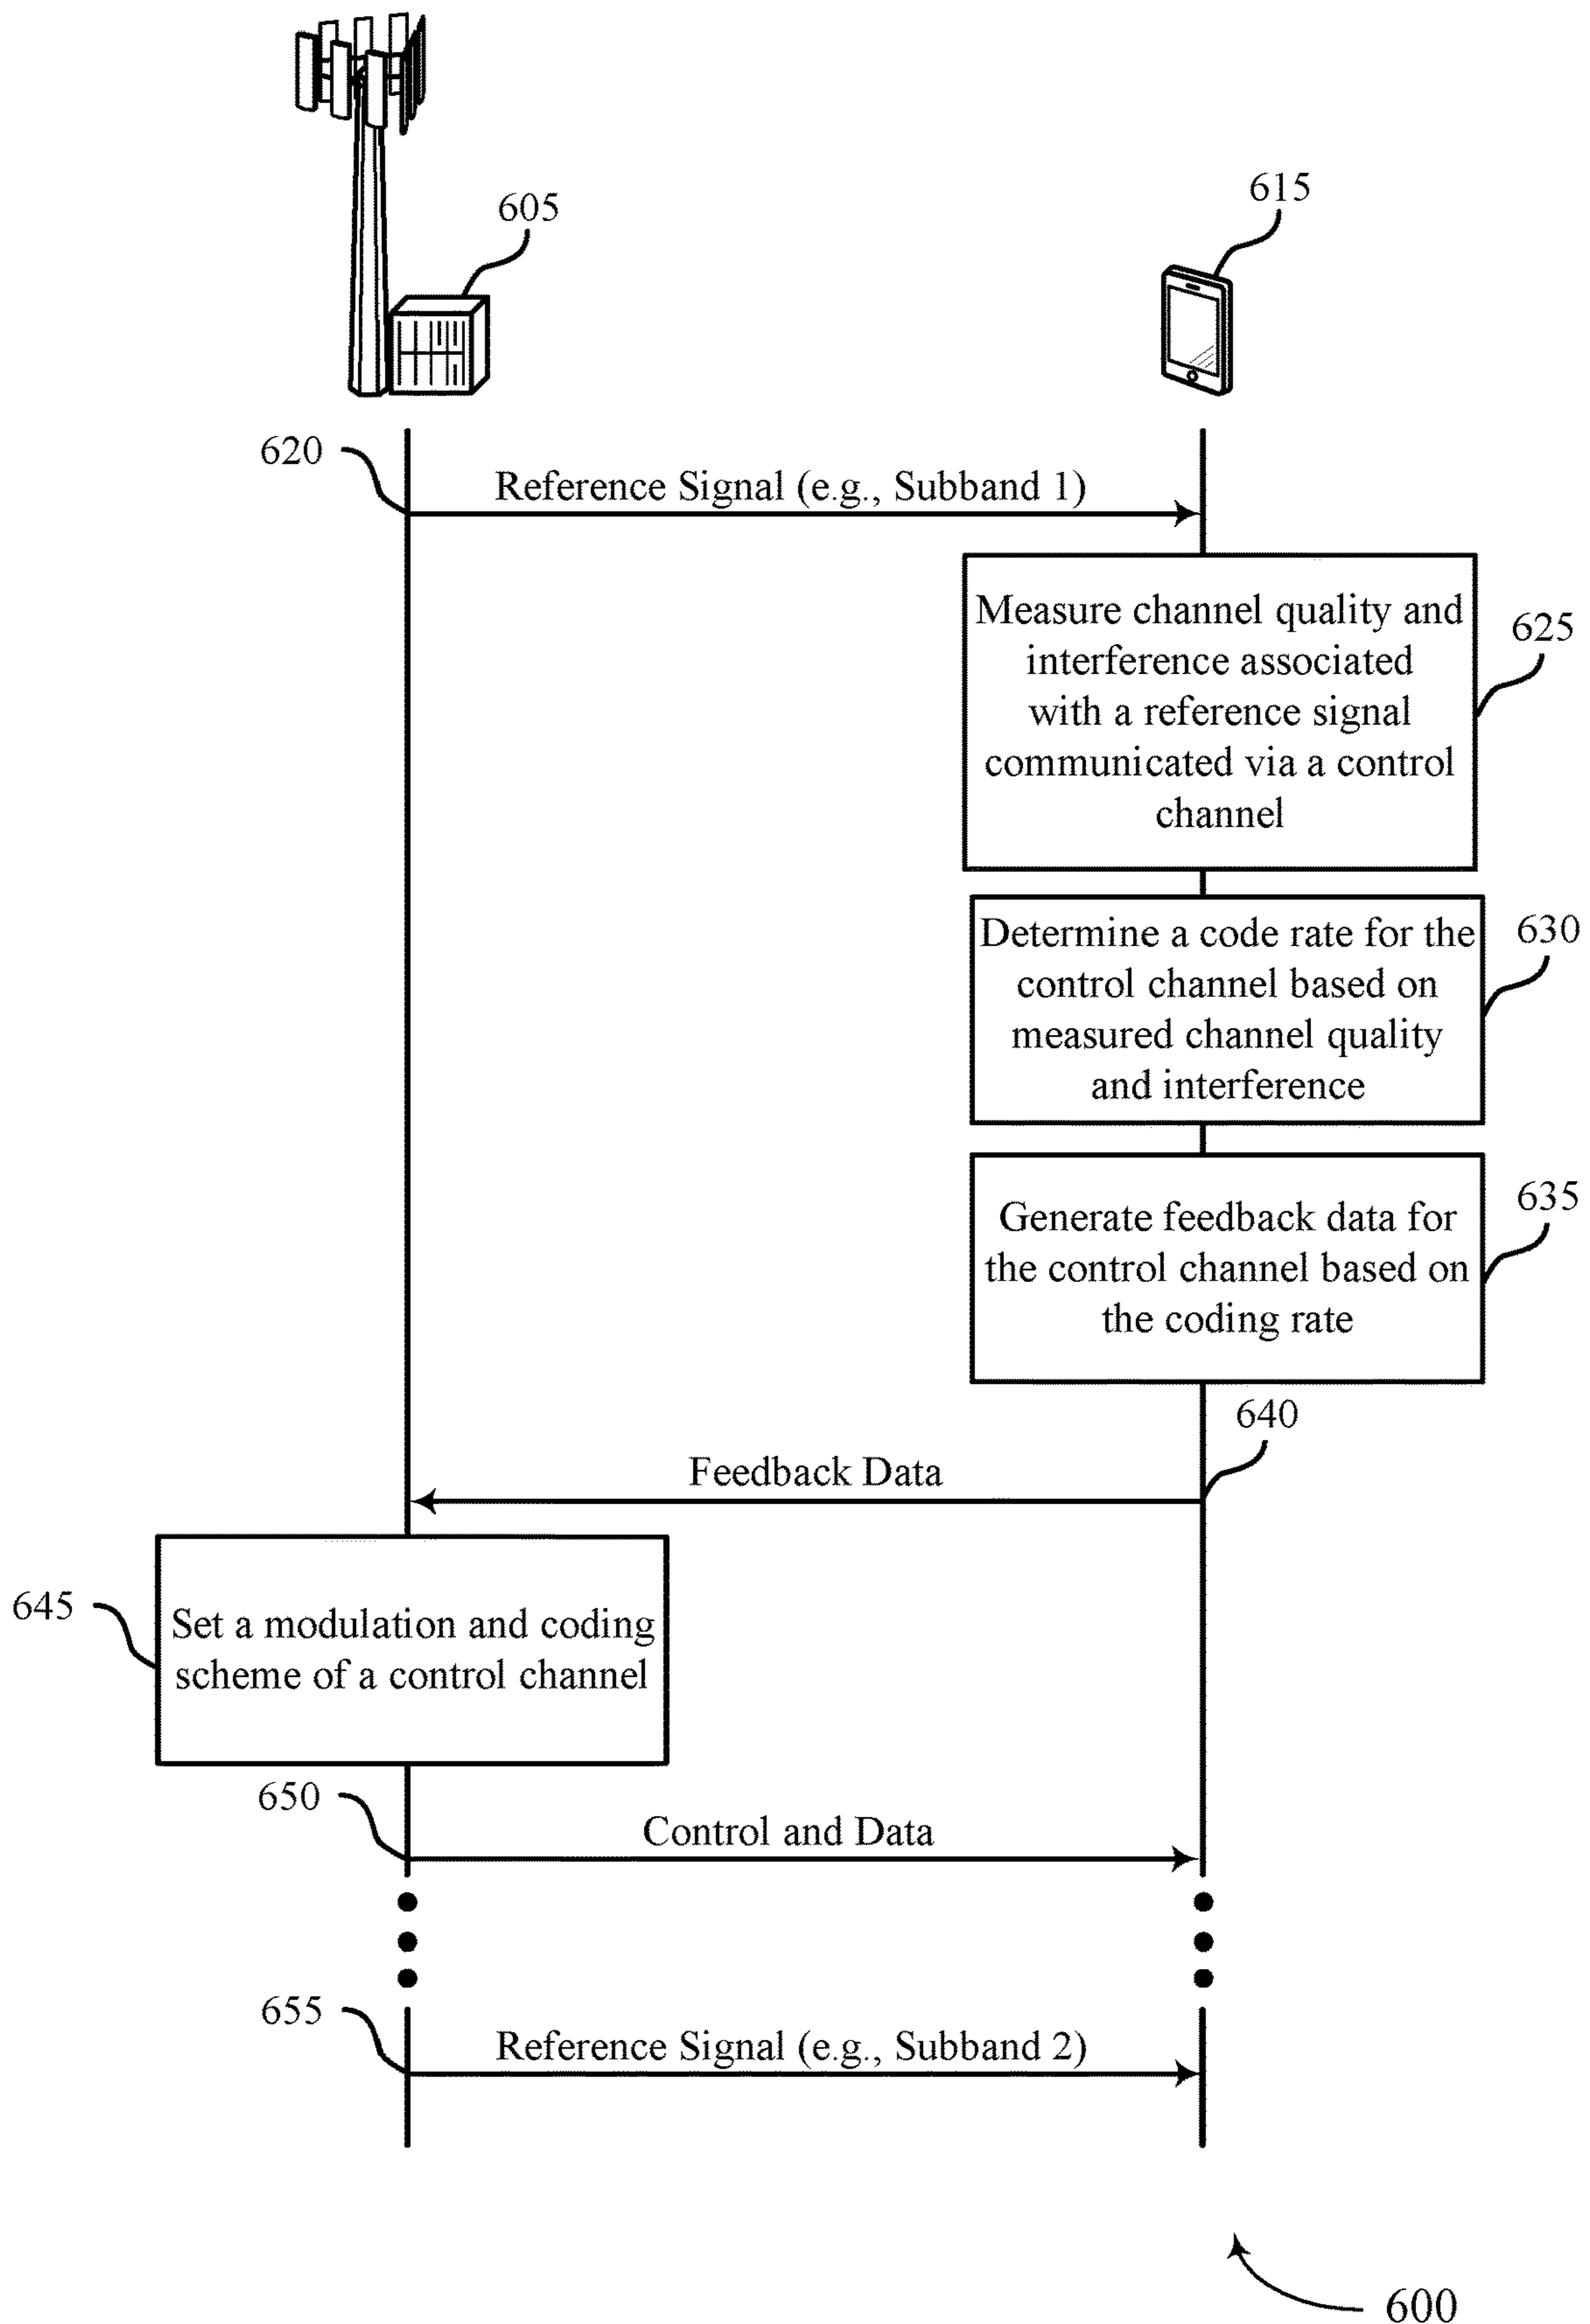 605
615
620
Reference Signal (e.g., Subband 1)
Measure channel quality and
interference associated
with a reference signal
communicated via a control
channel
625
Determine a code rate for the
control channel based on
measured channel quality
and interference
630
Generate feedback data for
the control channel based on
the coding rate
635
640
Feedback Data
645
Set a modulation and coding
scheme of a control channel
650
Control and Data
655
Reference Signal (e.g., Subband 2)
600